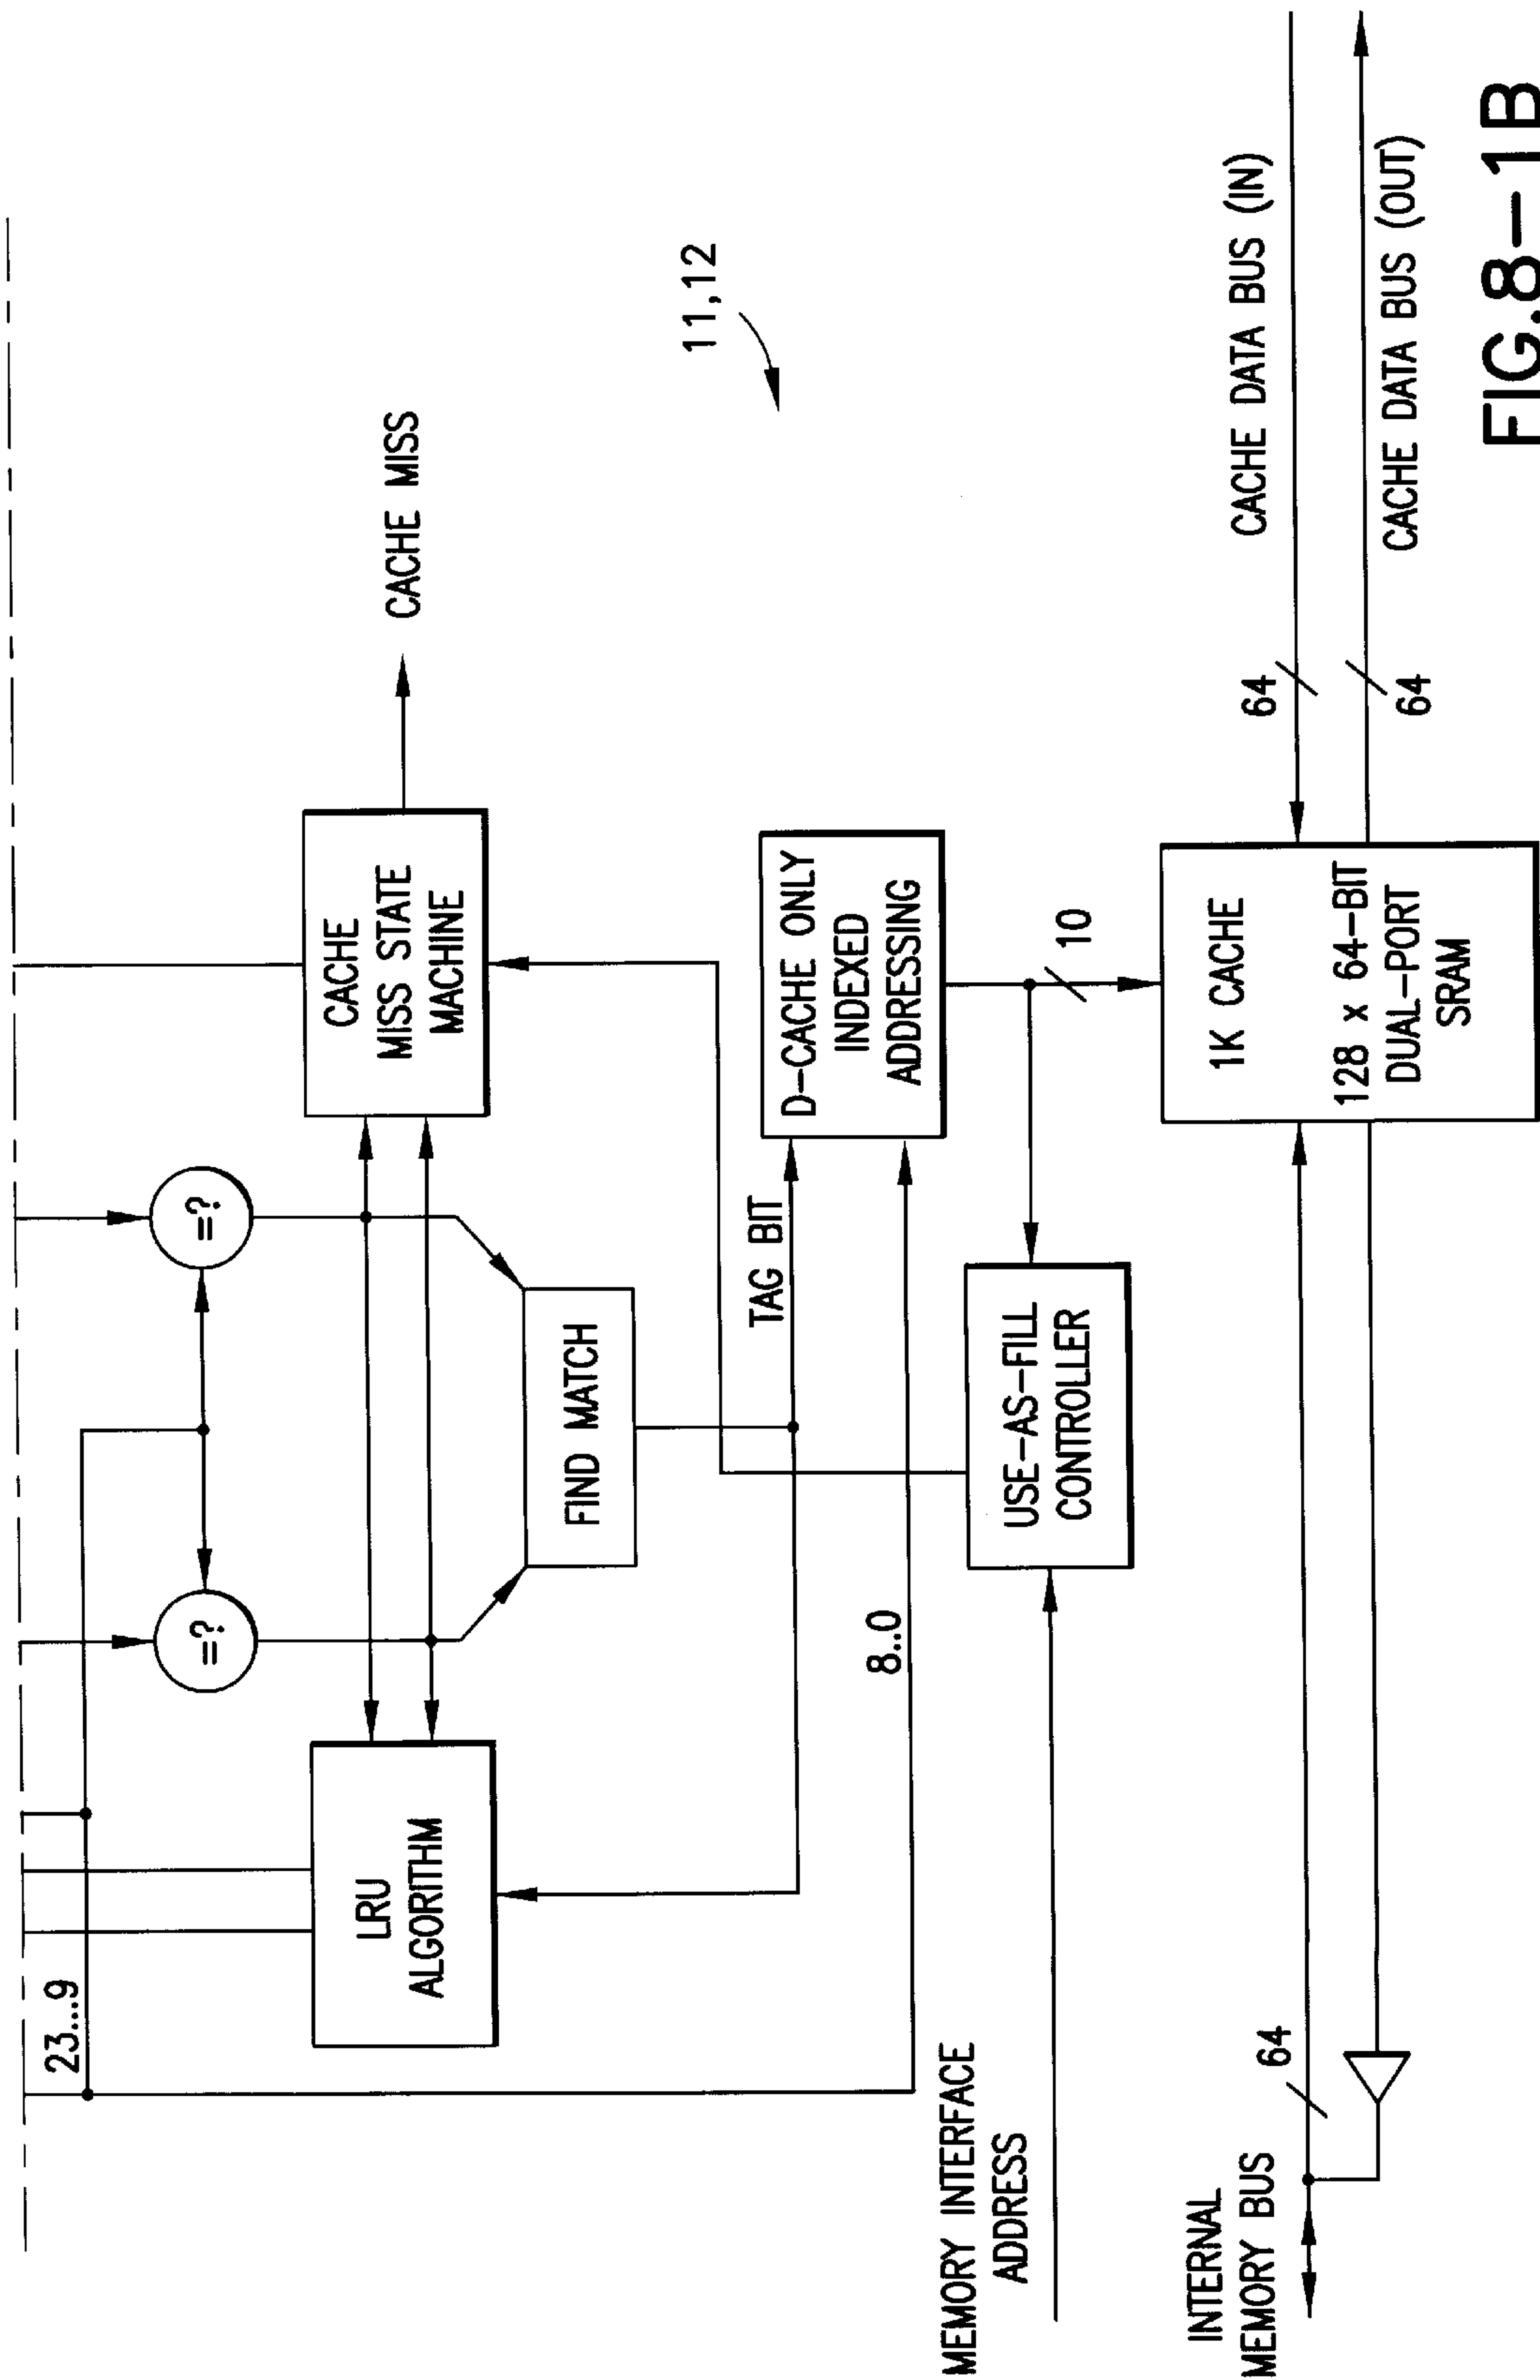 23...9
LRU
ALGORITHM
=?
=?
FIND MATCH
CACHE
MISS STATE
MACHINE
CACHE MISS
11,12
TAG BIT
8..0
D-CACHE ONLY
INDEXED
ADDRESSING
MEMORY INTERFACE
ADDRESS
USE-AS-FILL
CONTROLLER
10
INTERNAL
MEMORY BUS
64
1K CACHE
128 x 64-BIT
DUAL-PORT
SRAM
64
CACHE DATA BUS (IN)
64
CACHE DATA BUS (OUT)
FIG.8-1B